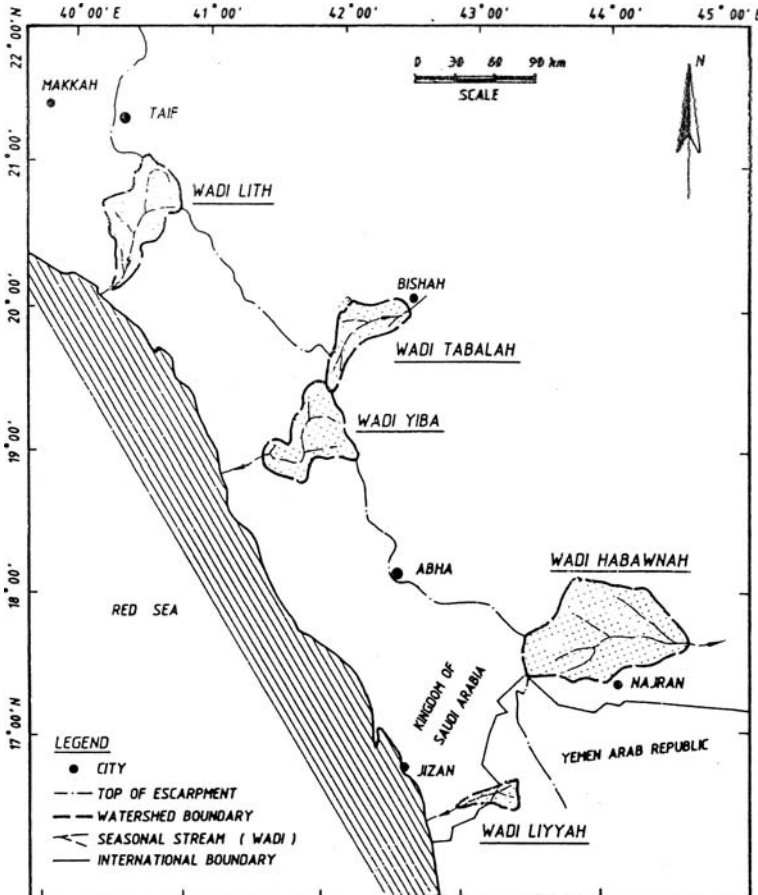 40°00' E 41°00' 42°00' 43°00' 44°00' 45°00'
22°00'N
0 30 60 90 km
SCALE
N
MAKKAH
TAIF
21°00'
WADI LITH
BISHAH
20°00'
WADI TABALAH
WADI YIBA
19°00'
ABHA
WADI HABAWNAH
18°00'
RED SEA
KINGDOM OF
SAUDI ARABIA
NAJRAN
17°00'N
YEMEN ARAB REPUBLIC
JIZAN
WADI LIYYAH
LEGEND
CITY
TOP OF ESCARPMENT
WATERSHED BOUNDARY
SEASONAL STREAM ( WADI )
INTERNATIONAL BOUNDARY